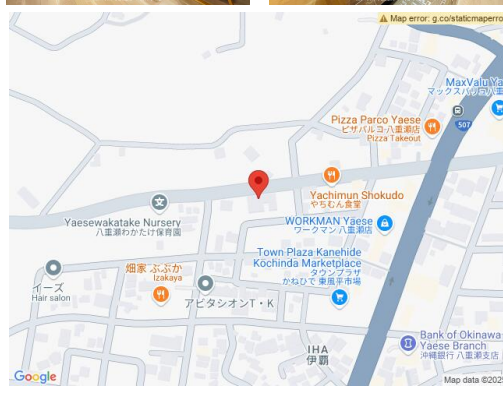 Map error: g.co/staticmaperro
MaxValu Ya
マックスバリュ八重
Pizza Parco Yaese
ピザパルコ 八重瀬店
Pizza Takeout
507
Yachimun Shokudo
やちむん食堂
Yaesewakatake Nursery
八重瀬わかたけ保育園
WORKMAN Yaese
ワークマン 八重瀬店
Town Plaza Kanehide
Kochinda Marketplace
タウンプラザ
かねひで 東風平市場
イーズ
Hair salon
畑家 ぶぶか
Izakaya
アビタシオンT・K
IHA
伊覇
Bank of Okinawa
Yaese Branch
沖縄銀行 八重瀬支店
Google
Map data ©2025